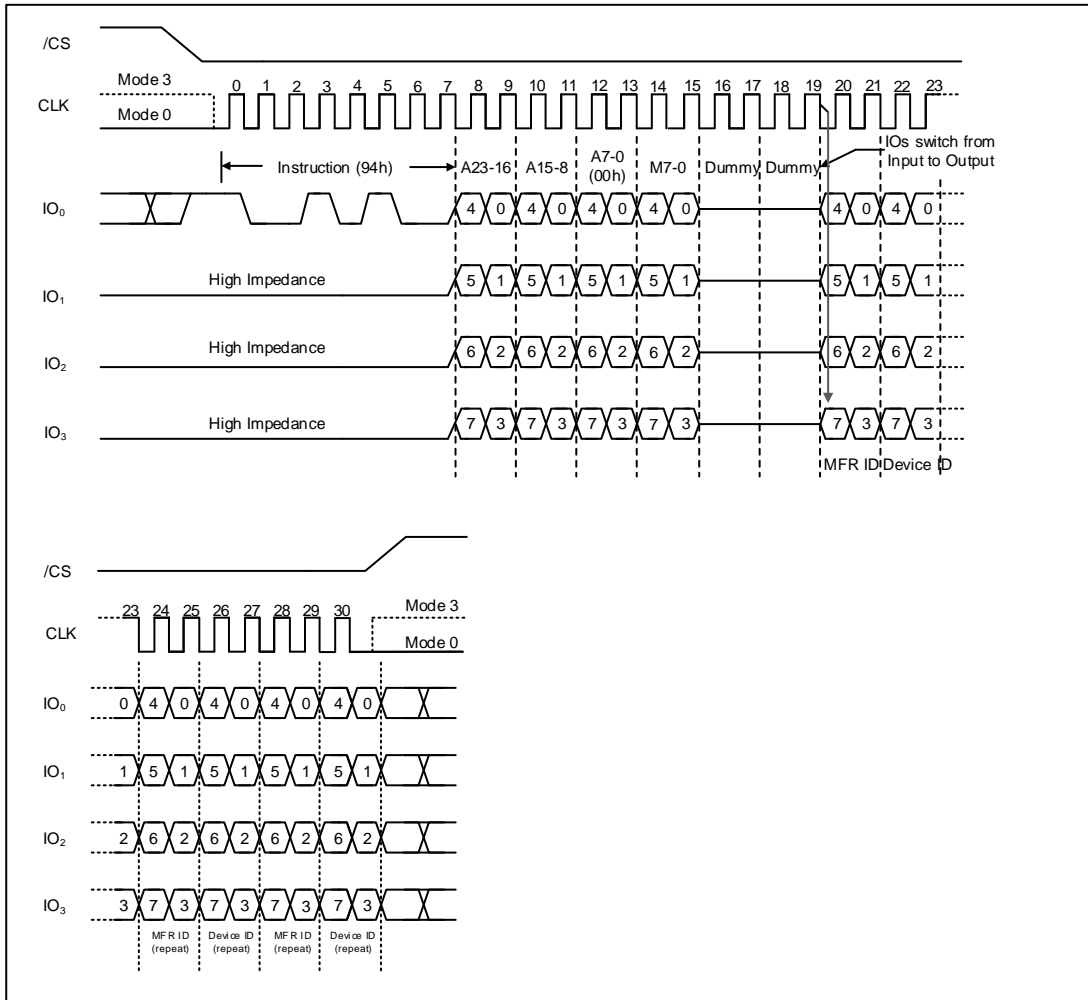 /CS
Mode 3
0 1 2 3 4 5 6 7 8 9 10 11 12 13 14 15 16 17 18 19 20 21 22 23
CLK
Mode 0
IOs switch from
Input to Output
Instruction (94h) A23-16 A15-8 A7-0 (00h) M7-0 Dummy Dummy
IO₀ 4 0 4 0 4 0 4 0 4 0 4 0
High Impedance
IO₁ 5 1 5 1 5 1 5 1 5 1 5 1
High Impedance
IO₂ 6 2 6 2 6 2 6 2 6 2 6 2
High Impedance
IO₃ 7 3 7 3 7 3 7 3 7 3 7 3
MFR ID Device ID
/CS
23 24 25 26 27 28 29 30
Mode 3
CLK
Mode 0
IO₀ 0 4 0 4 0 4 0 4 0
IO₁ 1 5 1 5 1 5 1 5 1
IO₂ 2 6 2 6 2 6 2 6 2
IO₃ 3 7 3 7 3 7 3 7 3
MFR ID Device ID MFR ID Device ID
(repeat) (repeat) (repeat) (repeat)